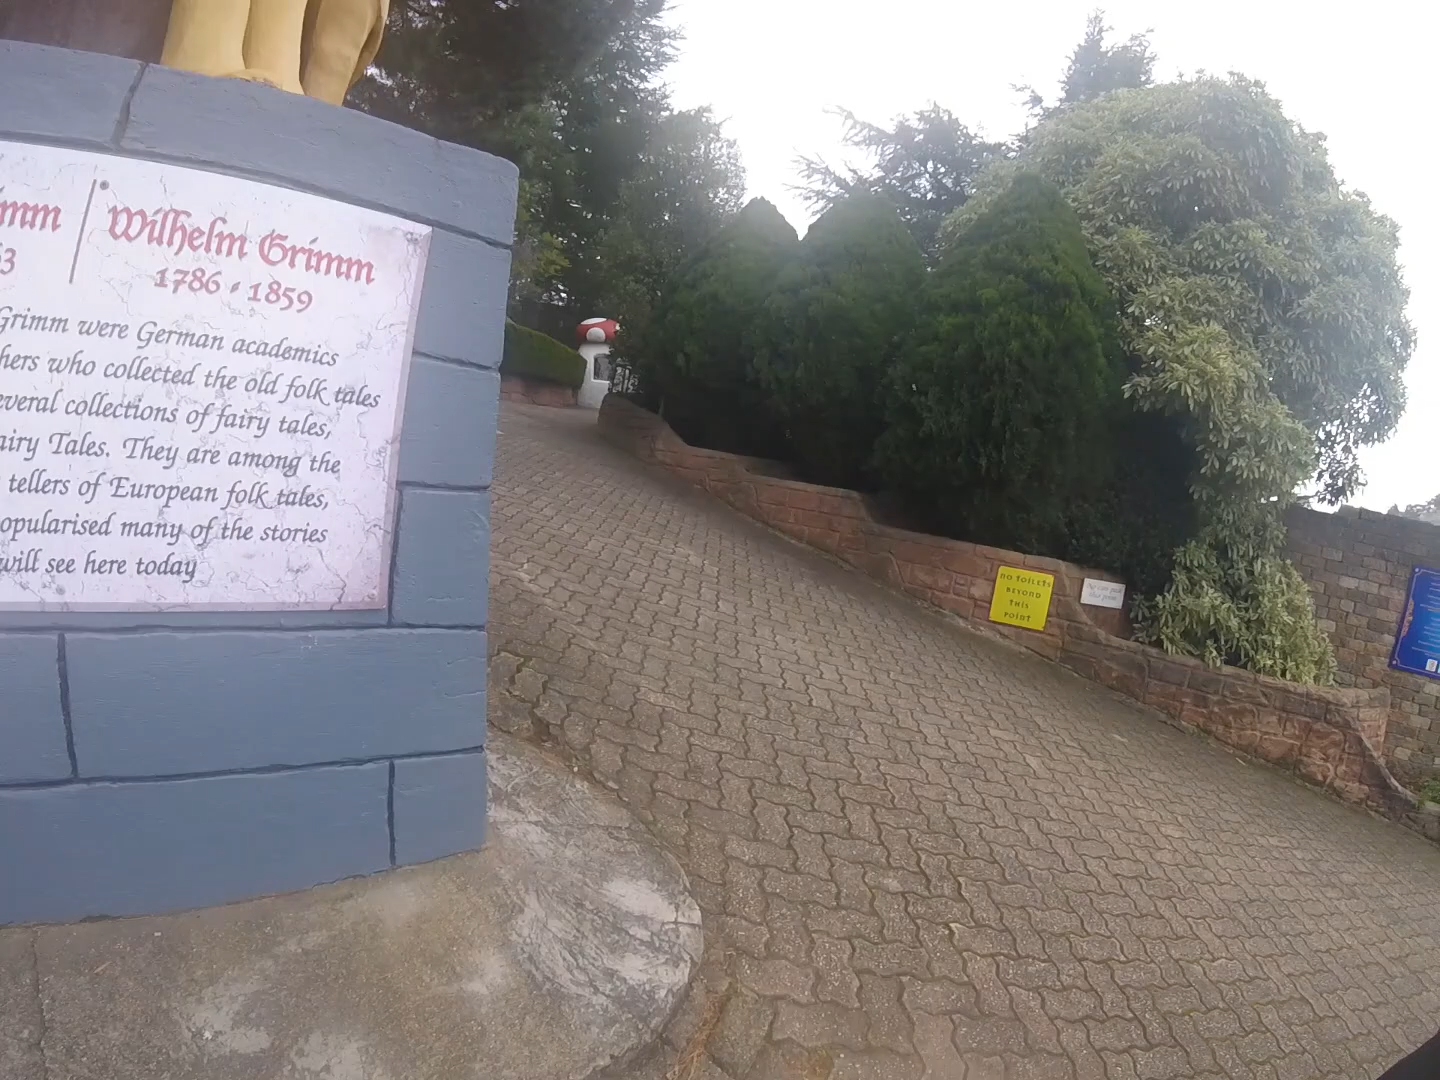 imm
Wilhelm Grimm
3
1786 - 1859
Grimm were German academics
hers who collected the old folk tales
everal collections of fairy tales,
airy Tales. They are among the
tellers of European folk tales,
opularised many of the stories
will see here today
NO TOILETS
BEYOND
THIS
POINT